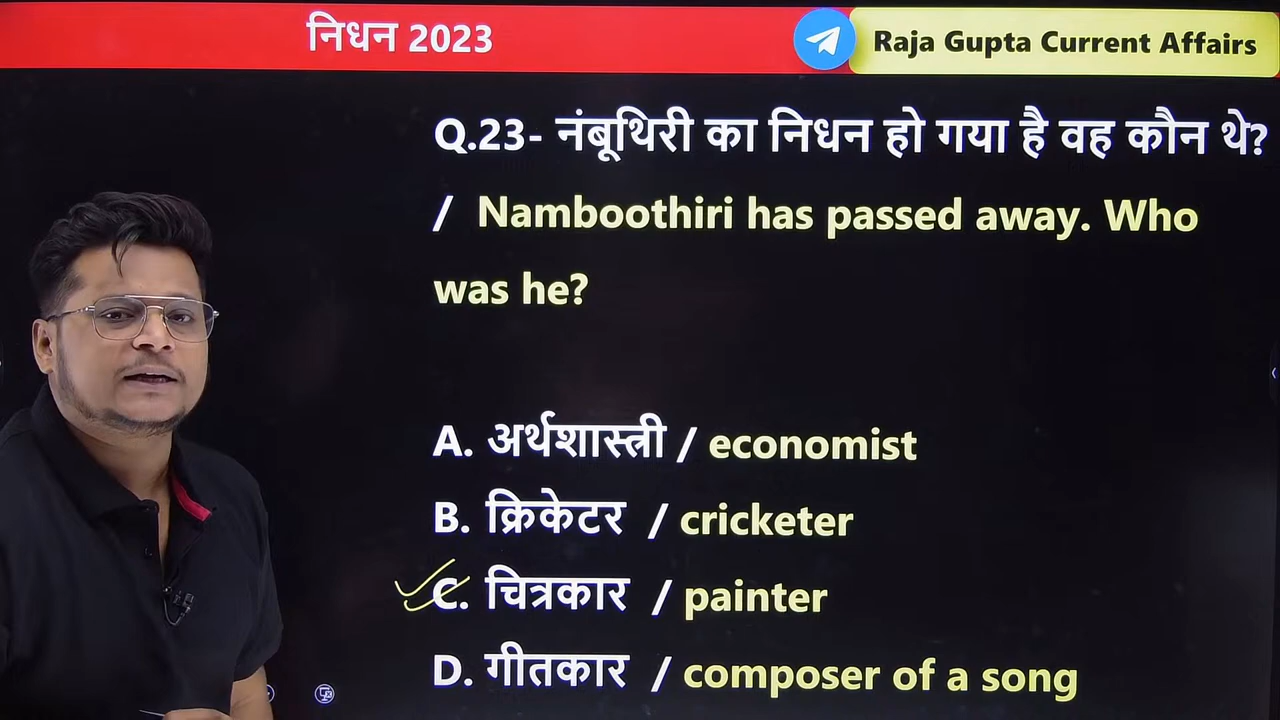 निधन 2023
Raja Gupta Current Affairs
Q.23- नंबूथिरी का निधन हो गया है वह कौन थे?
/ Namboothiri has passed away. Who
was he?
A. अर्थशास्त्री / economist
B. क्रिकेटर / cricketer
C. चित्रकार / painter
D. गीतकार / composer of a song